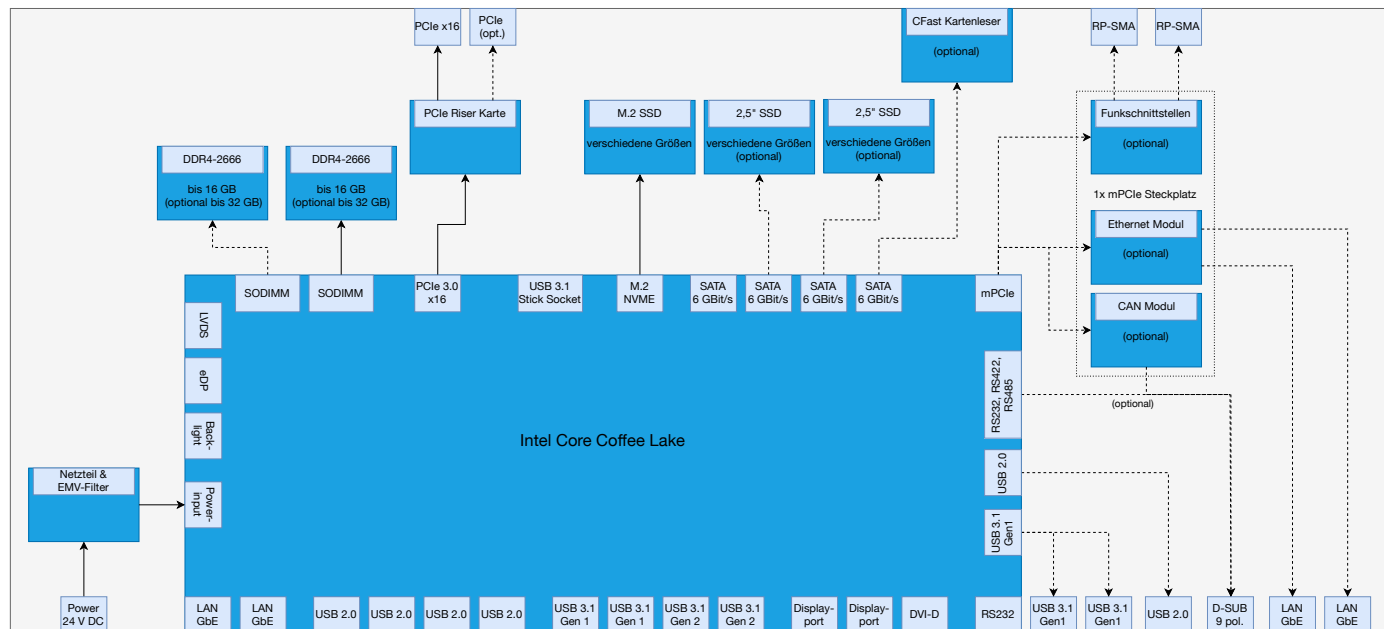 PCIe x16
PCIe
(opt.)
CFast Kartenleser
(optional)
RP-SMA
RP-SMA
PCIe Riser Karte
M.2 SSD
verschiedene Größen
2,5" SSD
verschiedene Größen
(optional)
2,5" SSD
verschiedene Größen
(optional)
Funkschnittstellen
(optional)
DDR4-2666
bis 16 GB
(optional bis 32 GB)
DDR4-2666
bis 16 GB
(optional bis 32 GB)
1x mPCIe Steckplatz
Ethernet Modul
(optional)
CAN Modul
(optional)
(optional)
SODIMM
SODIMM
PCIe 3.0
x16
USB 3.1
Stick Socket
M.2
NVME
SATA
6 GBit/s
SATA
6 GBit/s
SATA
6 GBit/s
SATA
6 GBit/s
mPCIe
LVDS
eDP
Back-
light
Power-
input
RS232, RS422,
RS485
USB 2.0
USB 3.1
Gen1
Intel Core Coffee Lake
Netzteil &
EMV-Filter
Power
24 V DC
LAN
GbE
LAN
GbE
USB 2.0
USB 2.0
USB 2.0
USB 2.0
USB 3.1
Gen 1
USB 3.1
Gen 1
USB 3.1
Gen 2
USB 3.1
Gen 2
Display-
port
Display-
port
DVI-D
RS232
USB 3.1
Gen1
USB 3.1
Gen1
USB 2.0
D-SUB
9 pol.
LAN
GbE
LAN
GbE